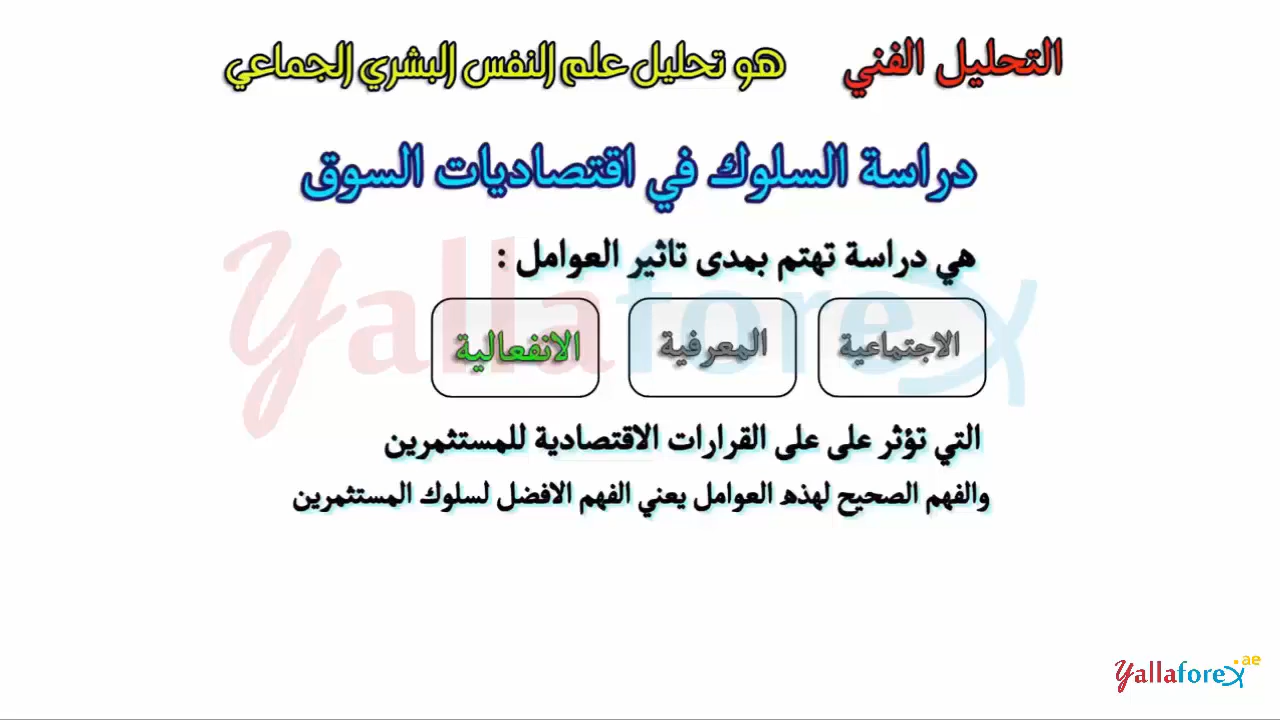 التحليل الفني هو تحليل علم النفس البشري الجماعي
دراسة السلوك في اقتصاديات السوق
هي دراسة تهتم بمدى تاثير العوامل :
الاجتماعية المعرفية الانفعالية
التي تؤثر على على القرارات الاقتصادية للمستثمرين
والفهم الصحيح لهذه العوامل يعني الفهم الافضل لسلوك المستثمرين
Yallaforex
Yallaforex.ae